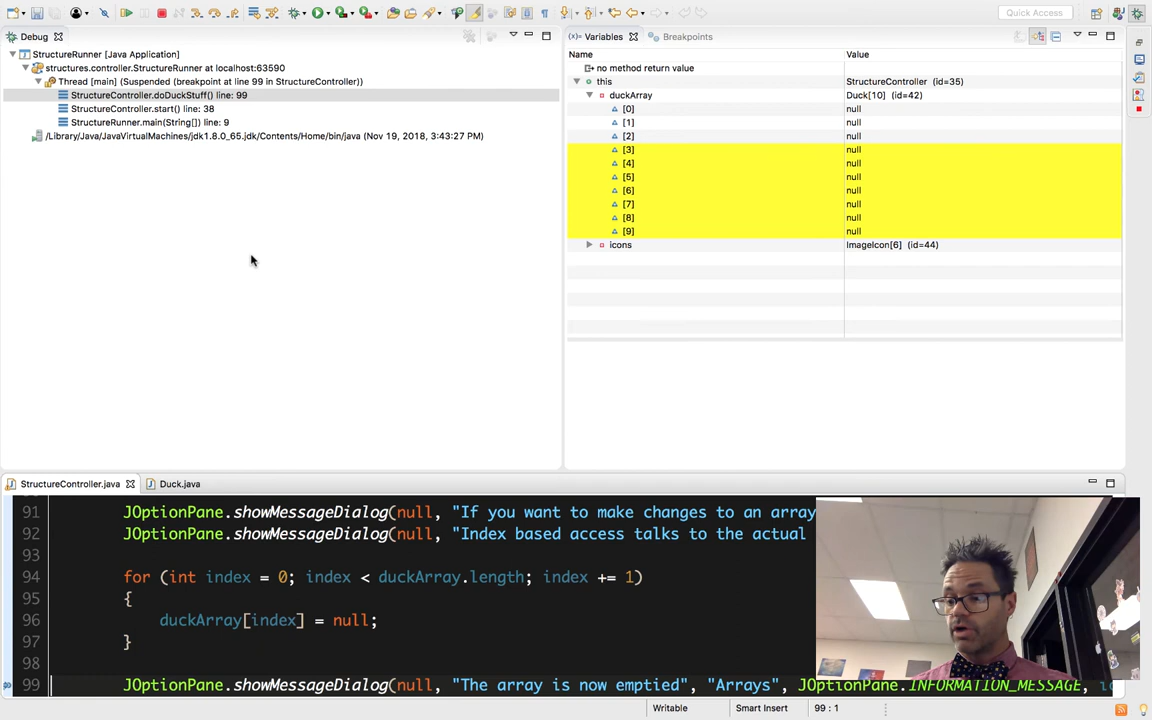 Quick Access
Debug
Variables
Breakpoints
StructureRunner [Java Application]
structures.controller.StructureRunner at localhost:63590
Thread [main] (Suspended (breakpoint at line 99 in StructureController))
StructureController.doDuckStuff() line: 99
StructureController.start() line: 38
StructureRunner.main(String[]) line: 9
/Library/Java/JavaVirtualMachines/jdk1.8.0_65.jdk/Contents/Home/bin/java (Nov 19, 2018, 3:43:27 PM)
Name Value
no method return value
this StructureController (id=35)
duckArray Duck[10] (id=42)
[0] null
[1] null
[2] null
[3] null
[4] null
[5] null
[6] null
[7] null
[8] null
[9] null
icons ImageIcon[6] (id=44)
StructureController.java
Duck.java
91 JOptionPane.showMessageDialog(null, "If you want to make changes to an array
92 JOptionPane.showMessageDialog(null, "Index based access talks to the actual
93
94 for (int index = 0; index < duckArray.length; index += 1)
95 {
96 duckArray[index] = null;
97 }
98
99 JOptionPane.showMessageDialog(null, "The array is now emptied", "Arrays", JOptionPane.INFORMATION_MESSAGE,
Writable Smart Insert 99 : 1